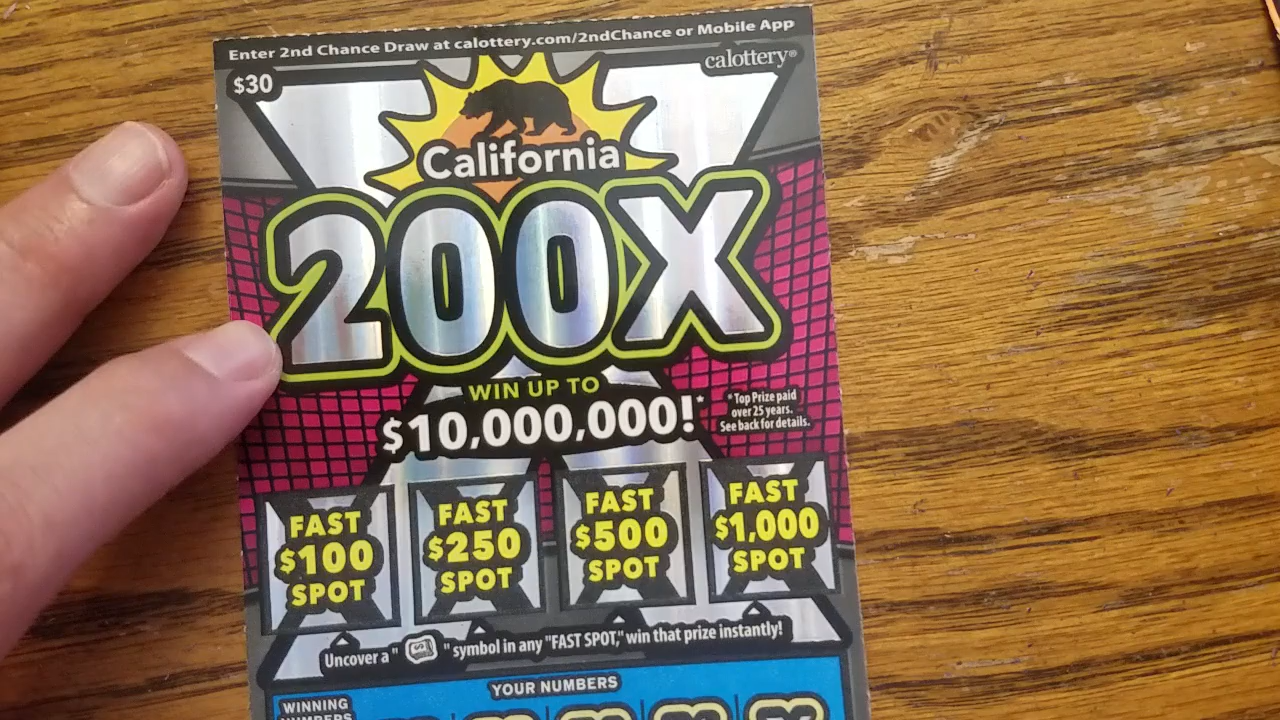 Enter 2nd Chance Draw at calottery.com/2ndChance or Mobile App
$30
calottery®
California
200X
WIN UP TO
$10,000,000!*
*Top Prize paid
over 25 years.
See back for details.
FAST
$100
SPOT
FAST
$250
SPOT
FAST
$500
SPOT
FAST
$1,000
SPOT
Uncover a " " symbol in any "FAST SPOT," win that prize instantly!
YOUR NUMBERS
WINNING
NUMBERS